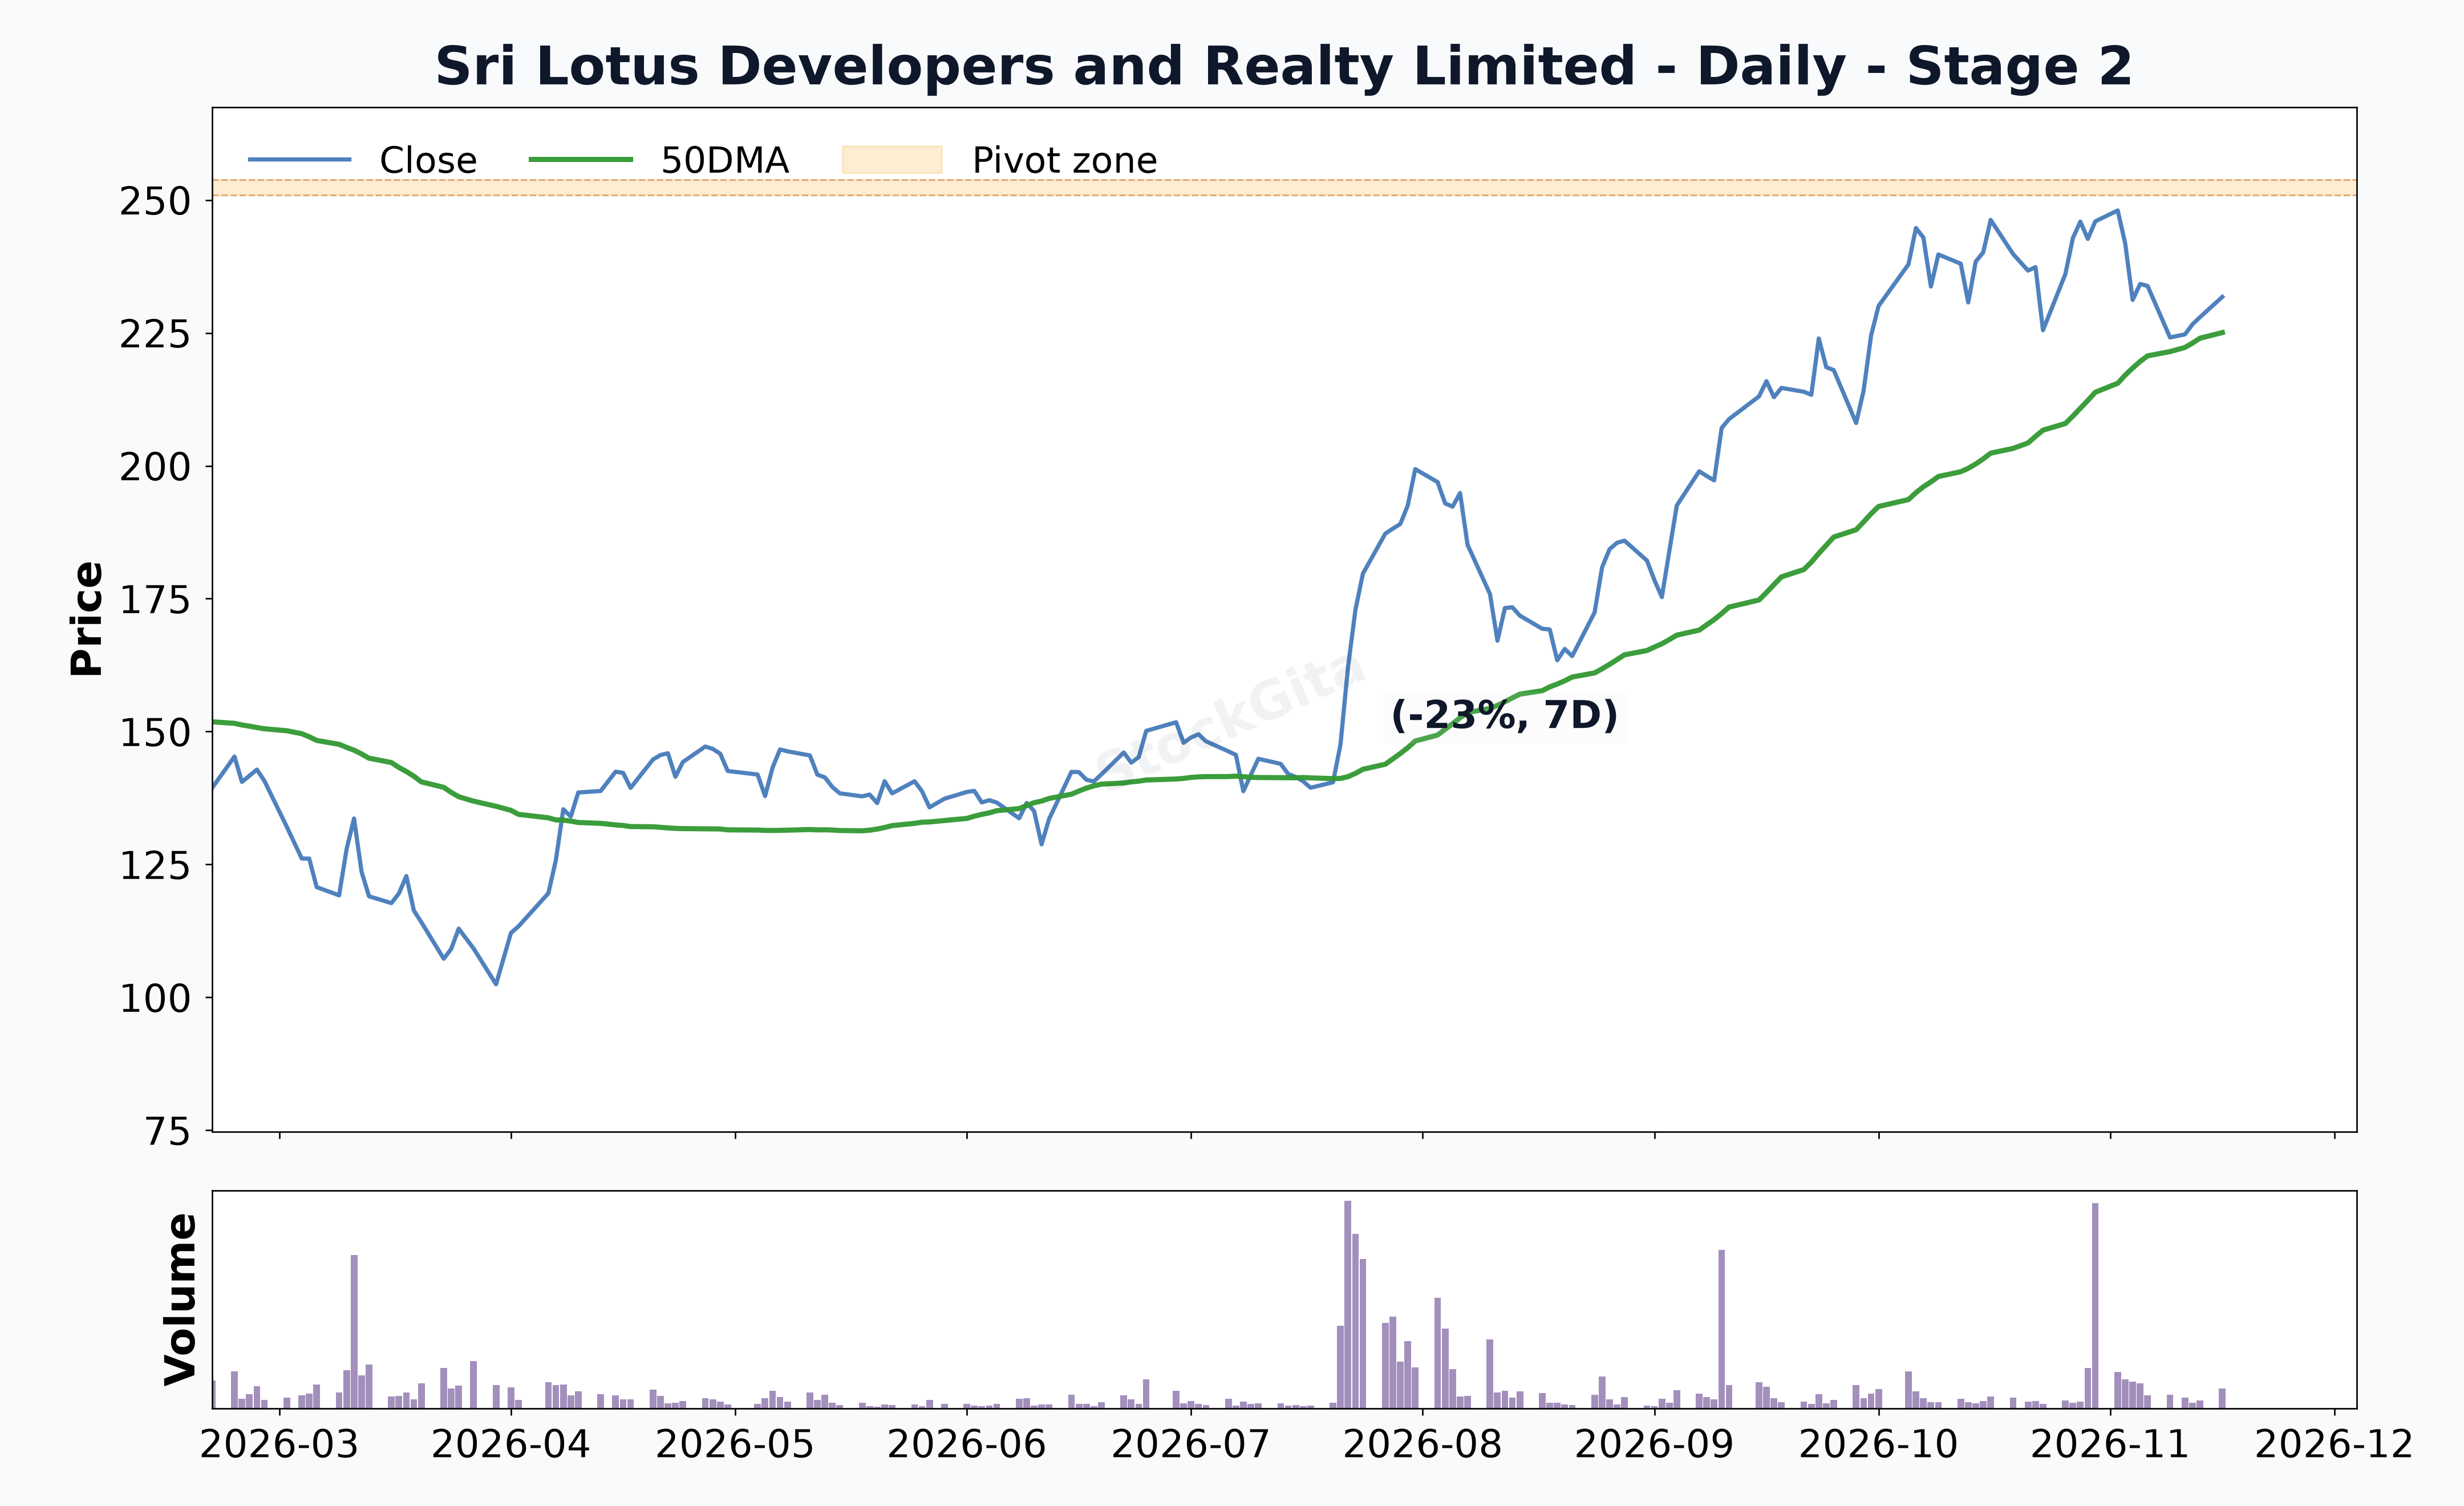 Sri Lotus Developers and Realty Limited - Daily - Stage 2
Close 50DMA Pivot zone
250
225
200
175
150
125
100
75
Price
StockGita
(-23%, 7D)
Volume
2026-03 2026-04 2026-05 2026-06 2026-07 2026-08 2026-09 2026-10 2026-11 2026-12